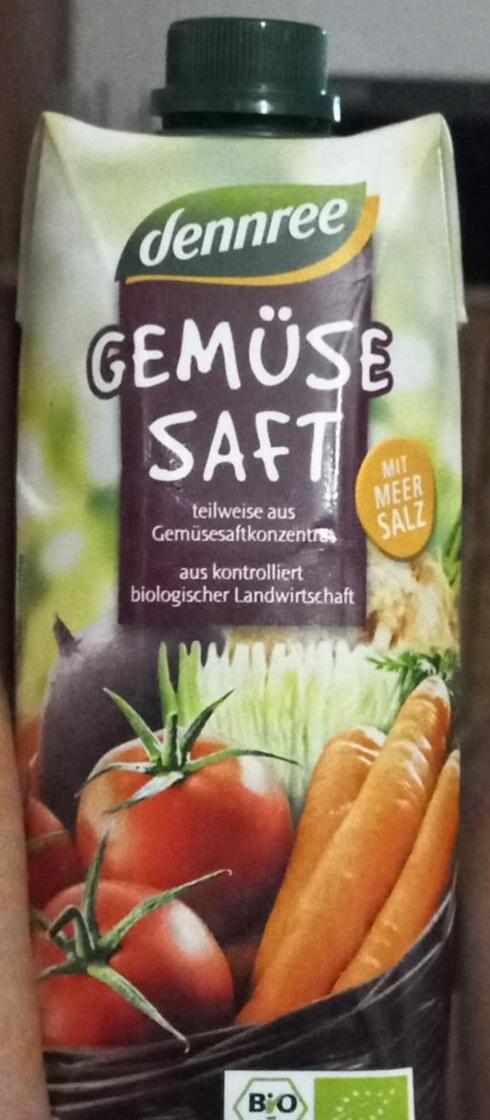 dennree
GEMÜSE
SAFT
MIT
MEER
SALZ
teilweise aus
Gemüsesaftkonzentrat
aus kontrolliert
biologischer Landwirtschaft
BIO